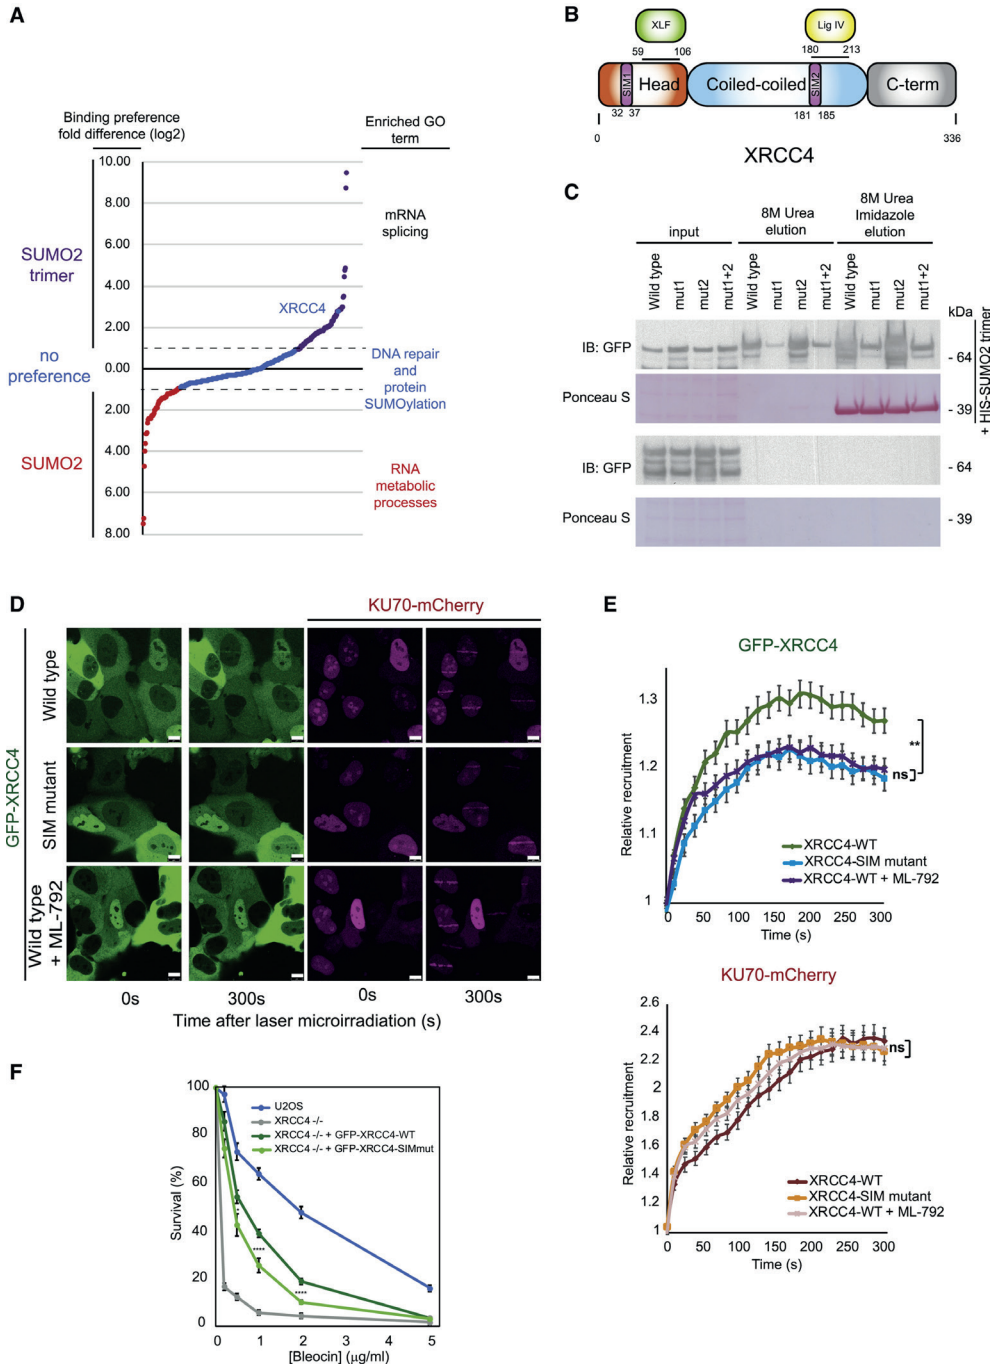 A
Binding preference
fold difference (log2)
Enriched GO
term
10.00
8.00
6.00
4.00
2.00
0.00
2.00
4.00
6.00
8.00
SUMO2
trimer
no
preference
SUMO2
XRCC4
mRNA
splicing
DNA repair
and
protein
SUMOylation
RNA
metabolic
processes
B
XLF
Lig IV
59
106
180
213
SIM1
Head
Coiled-coiled
SIM2
C-term
32
37
181
185
0
336
XRCC4
C
input
8M Urea
elution
8M Urea
Imidazole
elution
Wild type
mut1
mut2
mut1+2
Wild type
mut1
mut2
mut1+2
Wild type
mut1
mut2
mut1+2
kDa
IB: GFP
- 64
Ponceau S
- 39
+ HIS-SUMO2 trimer
IB: GFP
- 64
Ponceau S
- 39
D
KU70-mCherry
GFP-XRCC4
Wild type
SIM mutant
Wild type
+ ML-792
0s
300s
0s
300s
Time after laser microirradiation (s)
E
GFP-XRCC4
Relative recruitment
1.3
1.2
1.1
1
**
ns
XRCC4-WT
XRCC4-SIM mutant
XRCC4-WT + ML-792
0
50
100
150
200
250
300
Time (s)
KU70-mCherry
Relative recruitment
2.6
2.4
2.2
2
1.8
1.6
1.4
1.2
1
ns
XRCC4-WT
XRCC4-SIM mutant
XRCC4-WT + ML-792
0
50
100
150
200
250
300
Time (s)
F
Survival (%)
100
80
60
40
20
0
U2OS
XRCC4 -/-
XRCC4 -/- + GFP-XRCC4-WT
XRCC4 -/- + GFP-XRCC4-SIMmut
*
****
****
0
1
2
3
4
5
[Bleocin] (µg/ml)